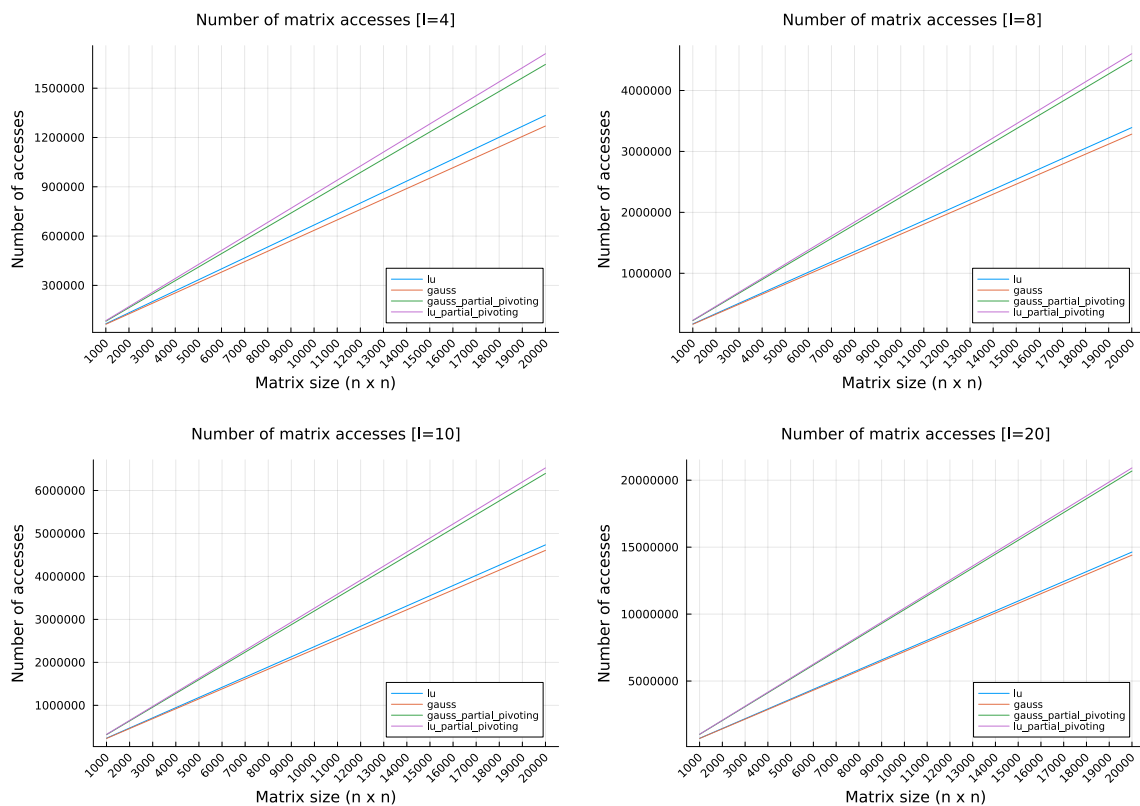 Number of matrix accesses [l=4]
Number of accesses
1500000
1200000
900000
600000
300000
lu
gauss
gauss_partial_pivoting
lu_partial_pivoting
1000 2000 3000 4000 5000 6000 7000 8000 9000 10000 11000 12000 13000 14000 15000 16000 17000 18000 19000 20000
Matrix size (n x n)
Number of matrix accesses [l=8]
Number of accesses
4000000
3000000
2000000
1000000
lu
gauss
gauss_partial_pivoting
lu_partial_pivoting
1000 2000 3000 4000 5000 6000 7000 8000 9000 10000 11000 12000 13000 14000 15000 16000 17000 18000 19000 20000
Matrix size (n x n)
Number of matrix accesses [l=10]
Number of accesses
6000000
5000000
4000000
3000000
2000000
1000000
lu
gauss
gauss_partial_pivoting
lu_partial_pivoting
1000 2000 3000 4000 5000 6000 7000 8000 9000 10000 11000 12000 13000 14000 15000 16000 17000 18000 19000 20000
Matrix size (n x n)
Number of matrix accesses [l=20]
Number of accesses
20000000
15000000
10000000
5000000
lu
gauss
gauss_partial_pivoting
lu_partial_pivoting
1000 2000 3000 4000 5000 6000 7000 8000 9000 10000 11000 12000 13000 14000 15000 16000 17000 18000 19000 20000
Matrix size (n x n)